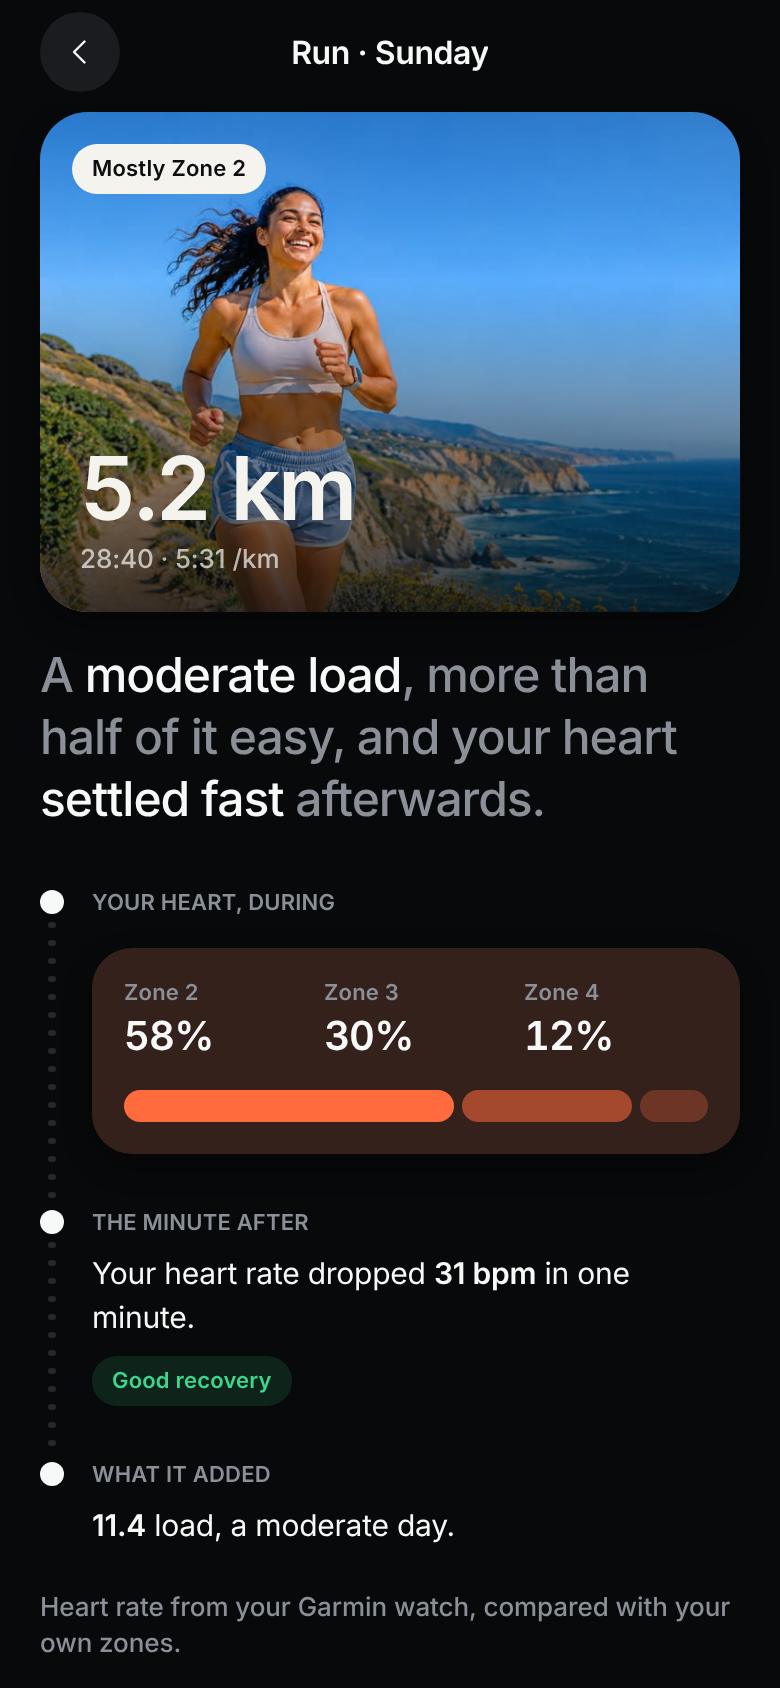 Run · Sunday
Mostly Zone 2
5.2 km
28:40 · 5:31 /km
A moderate load, more than
half of it easy, and your heart
settled fast afterwards.
YOUR HEART, DURING
Zone 2 Zone 3 Zone 4
58% 30% 12%
THE MINUTE AFTER
Your heart rate dropped 31 bpm in one
minute.
Good recovery
WHAT IT ADDED
11.4 load, a moderate day.
Heart rate from your Garmin watch, compared with your
own zones.